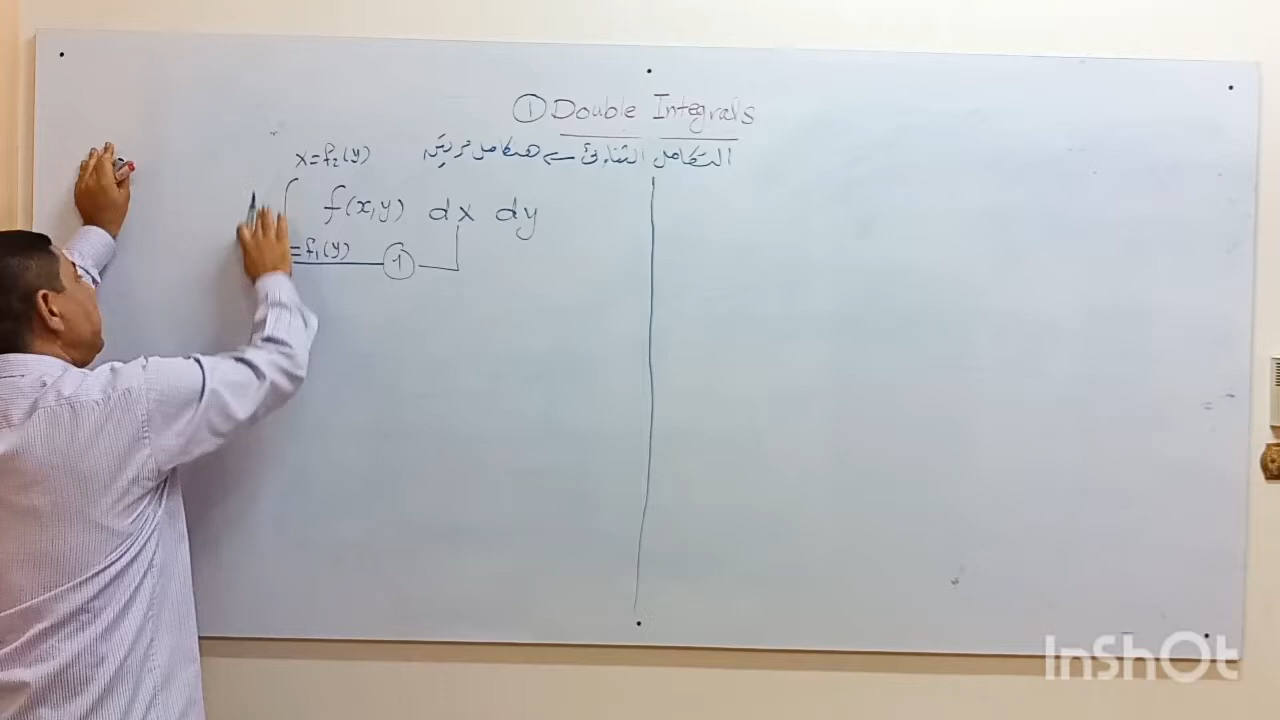 ① Double Integrals
التكامل الثنائي → هتكامل مرتين
x=f₂(y)
∫ f(x,y) dx dy
=f₁(y) ①
InShOt